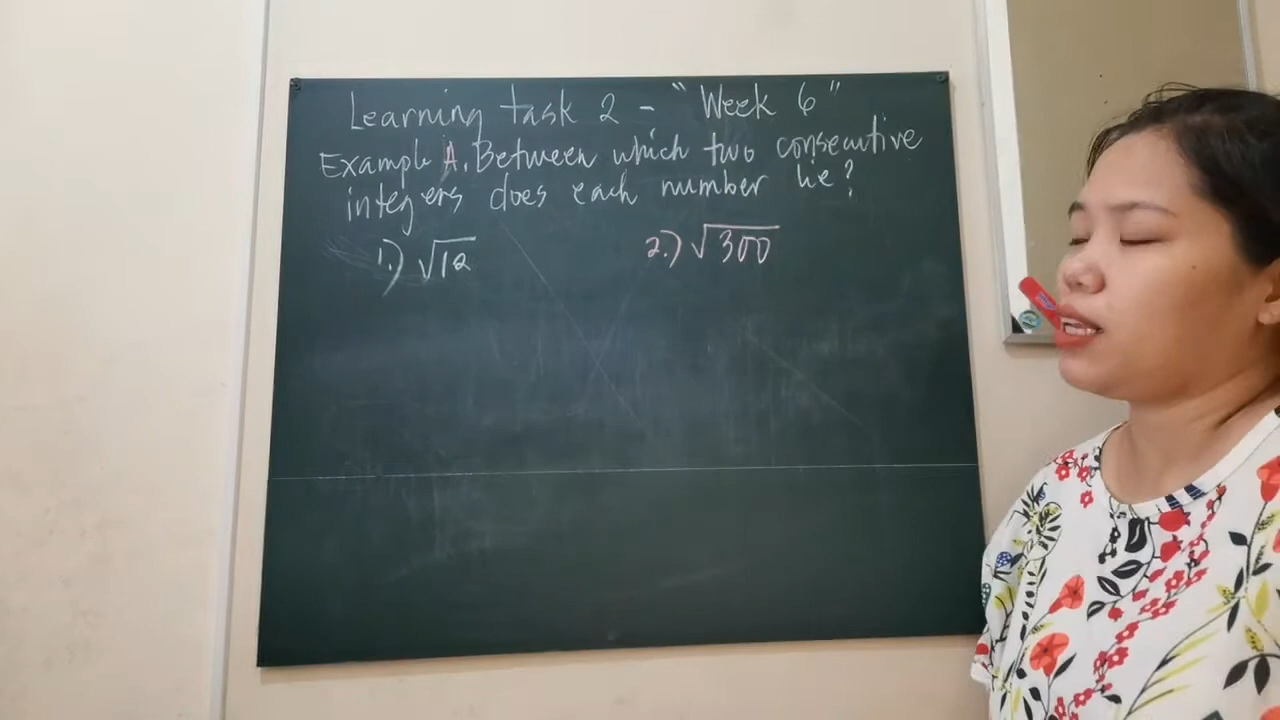 Learning task 2 - "Week 6"
Example A. Between which two consecutive
integers does each number lie?
1.) √12 2.) √300